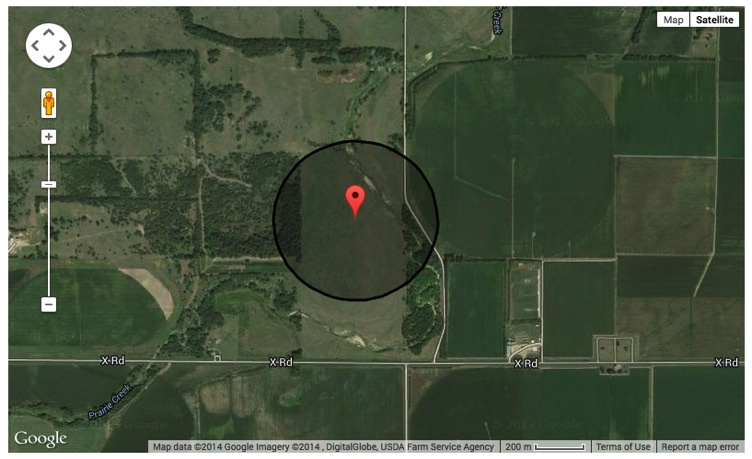 Map Satellite
Creek
X Rd
X Rd
X Rd
X Rd
Prairie Creek
Google
Map data ©2014 Google Imagery ©2014 , DigitalGlobe, USDA Farm Service Agency
200 m
Terms of Use
Report a map error